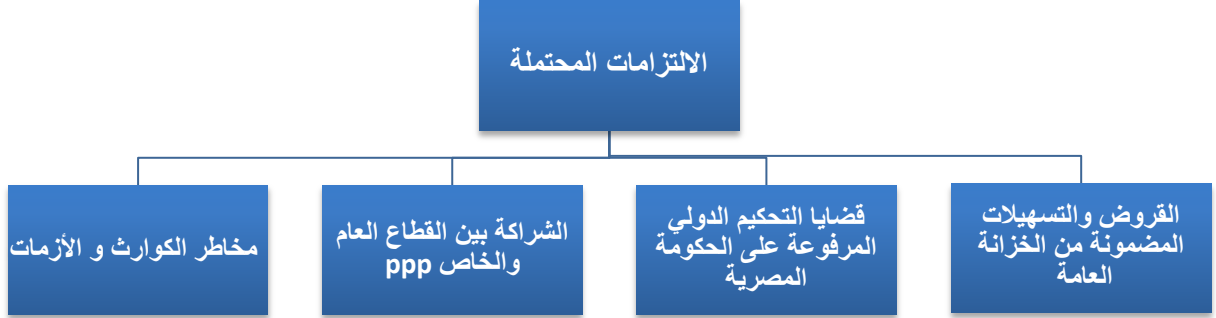 الالتزامات المحتملة
القروض والتسهيلات
المضمونة من الخزانة
العامة
قضايا التحكيم الدولي
المرفوعة على الحكومة
المصرية
الشراكة بين القطاع العام
والخاص ppp
مخاطر الكوارث و الأزمات